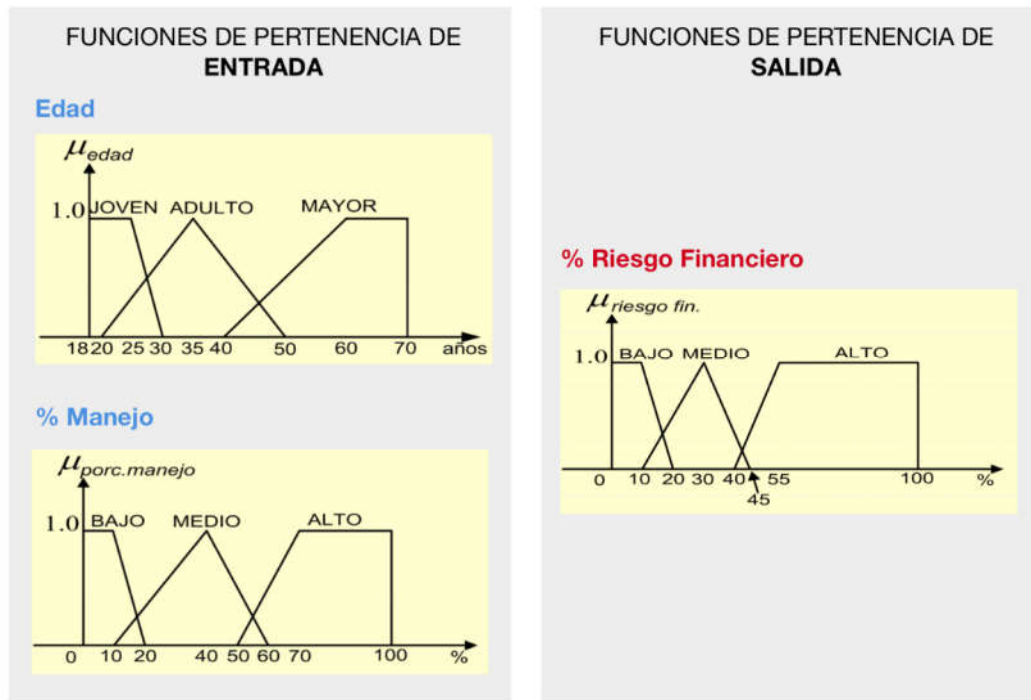 FUNCIONES DE PERTENENCIA DE
ENTRADA
Edad
μedad
1.0 JOVEN ADULTO MAYOR
18 20 25 30 35 40 50 60 70 años
% Manejo
μporc.manejo
1.0 BAJO MEDIO ALTO
0 10 20 40 50 60 70 100 %
FUNCIONES DE PERTENENCIA DE
SALIDA
% Riesgo Financiero
μriesgo fin.
1.0 BAJO MEDIO ALTO
0 10 20 30 40 55 100 %
45